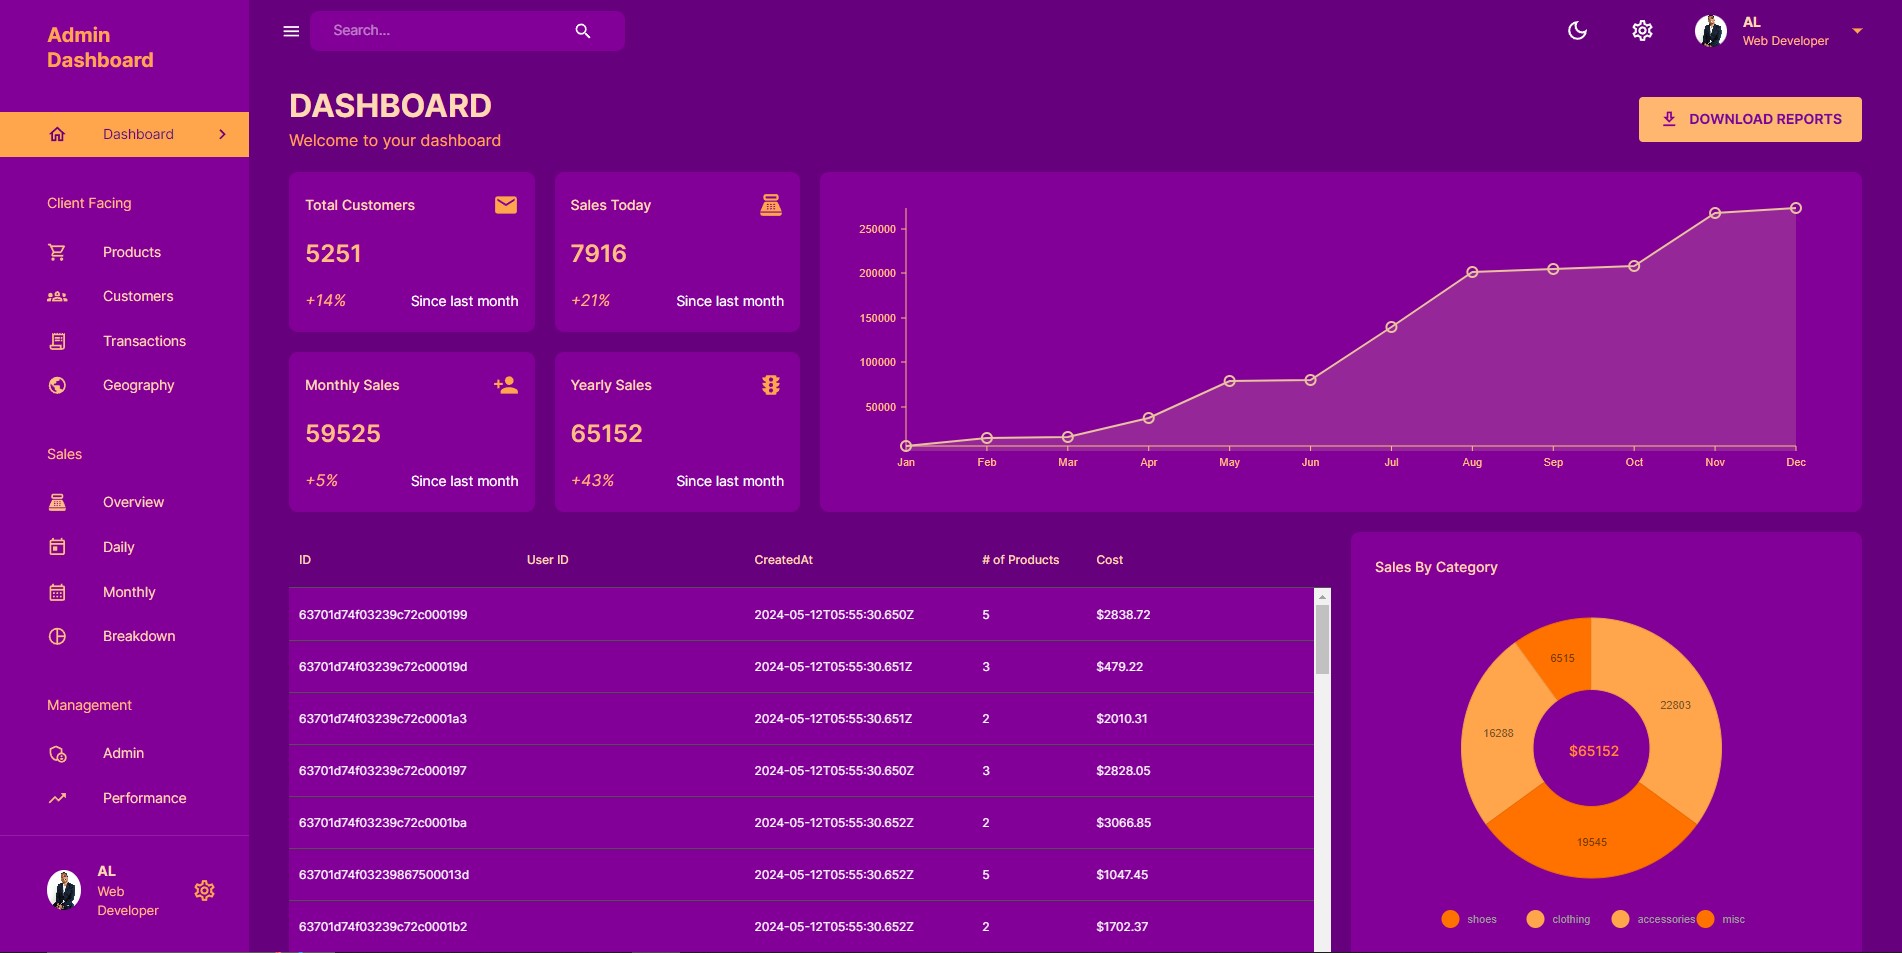 Admin
Dashboard
Dashboard
Client Facing
Products
Customers
Transactions
Geography
Sales
Overview
Daily
Monthly
Breakdown
Management
Admin
Performance
AL
Web
Developer
Search...
AL
Web Developer
DASHBOARD
Welcome to your dashboard
DOWNLOAD REPORTS
Total Customers
5251
+14% Since last month
Sales Today
7916
+21% Since last month
Monthly Sales
59525
+5% Since last month
Yearly Sales
65152
+43% Since last month
250000
200000
150000
100000
50000
Jan Feb Mar Apr May Jun Jul Aug Sep Oct Nov Dec
ID User ID CreatedAt # of Products Cost
63701d74f03239c72c000199 2024-05-12T05:55:30.650Z 5 $2838.72
63701d74f03239c72c00019d 2024-05-12T05:55:30.651Z 3 $479.22
63701d74f03239c72c0001a3 2024-05-12T05:55:30.651Z 2 $2010.31
63701d74f03239c72c000197 2024-05-12T05:55:30.650Z 3 $2828.05
63701d74f03239c72c0001ba 2024-05-12T05:55:30.652Z 2 $3066.85
63701d74f03239867500013d 2024-05-12T05:55:30.652Z 5 $1047.45
63701d74f03239c72c0001b2 2024-05-12T05:55:30.652Z 2 $1702.37
Sales By Category
6515
22803
16288
$65152
19545
shoes clothing accessories misc